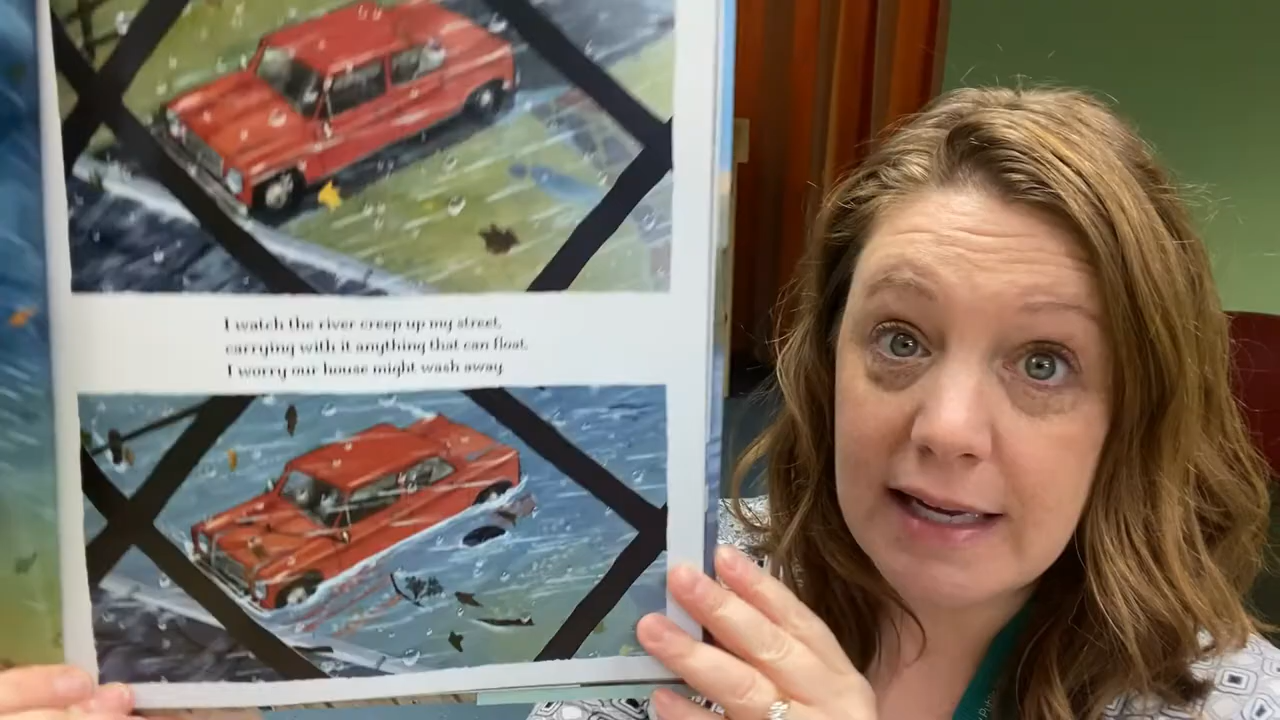 I watch the river creep up my street,
carrying with it anything that can float.
I worry our house might wash away.